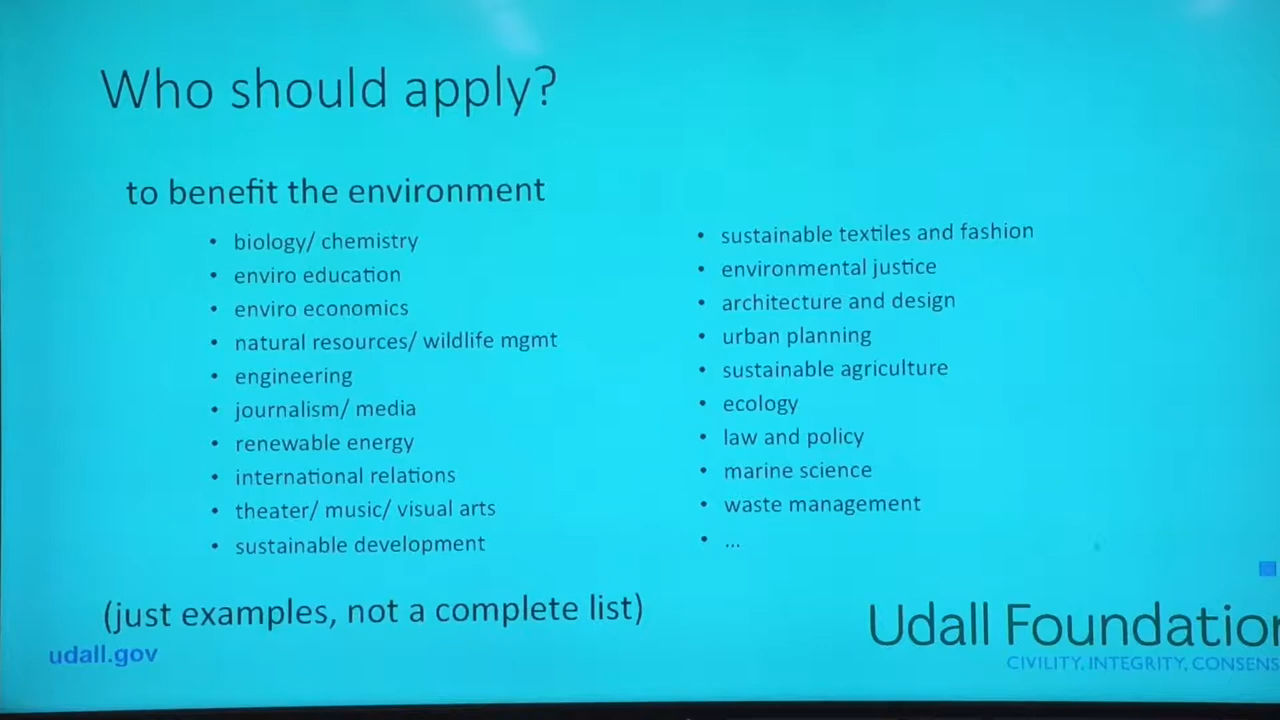 Who should apply?
to benefit the environment
• biology/ chemistry
• enviro education
• enviro economics
• natural resources/ wildlife mgmt
• engineering
• journalism/ media
• renewable energy
• international relations
• theater/ music/ visual arts
• sustainable development
• sustainable textiles and fashion
• environmental justice
• architecture and design
• urban planning
• sustainable agriculture
• ecology
• law and policy
• marine science
• waste management
• ...
(just examples, not a complete list)
udall.gov
Udall Foundation
CIVILITY, INTEGRITY, CONSENS